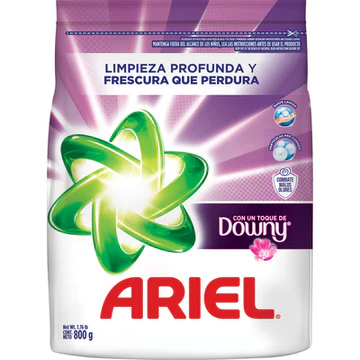 MANTENGA FUERA DEL ALCANCE DE LOS NIÑOS, LEA LAS INSTRUCCIONES ANTES DE USAR EL PRODUCTO
LIMPIEZA PROFUNDA Y
FRESCURA QUE PERDURA
COMBATE
MALOS
OLORES
CON UN TOQUE DE
Downy
ARIEL
Net Wt. 1.76 lb
CONT.
NETO 800 g